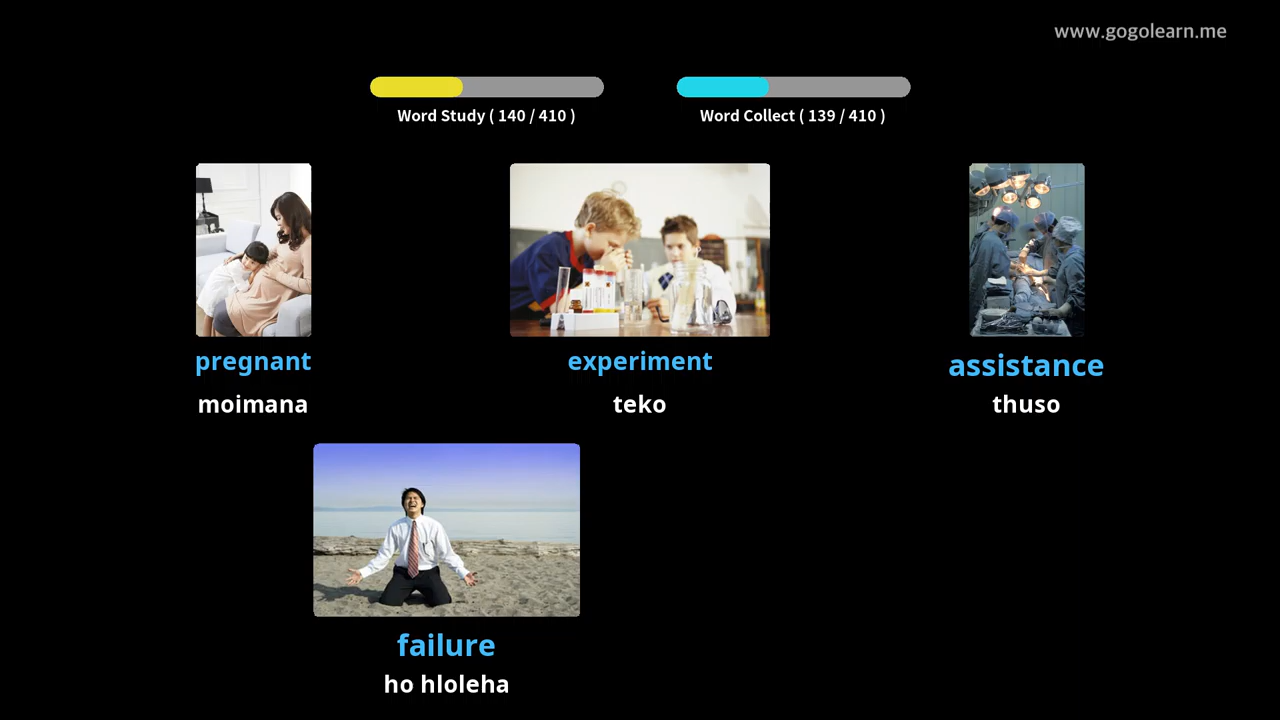 www.gogolearn.me
Word Study ( 140 / 410 )
Word Collect ( 139 / 410 )
pregnant
experiment
assistance
moimana
teko
thuso
failure
ho hloleha